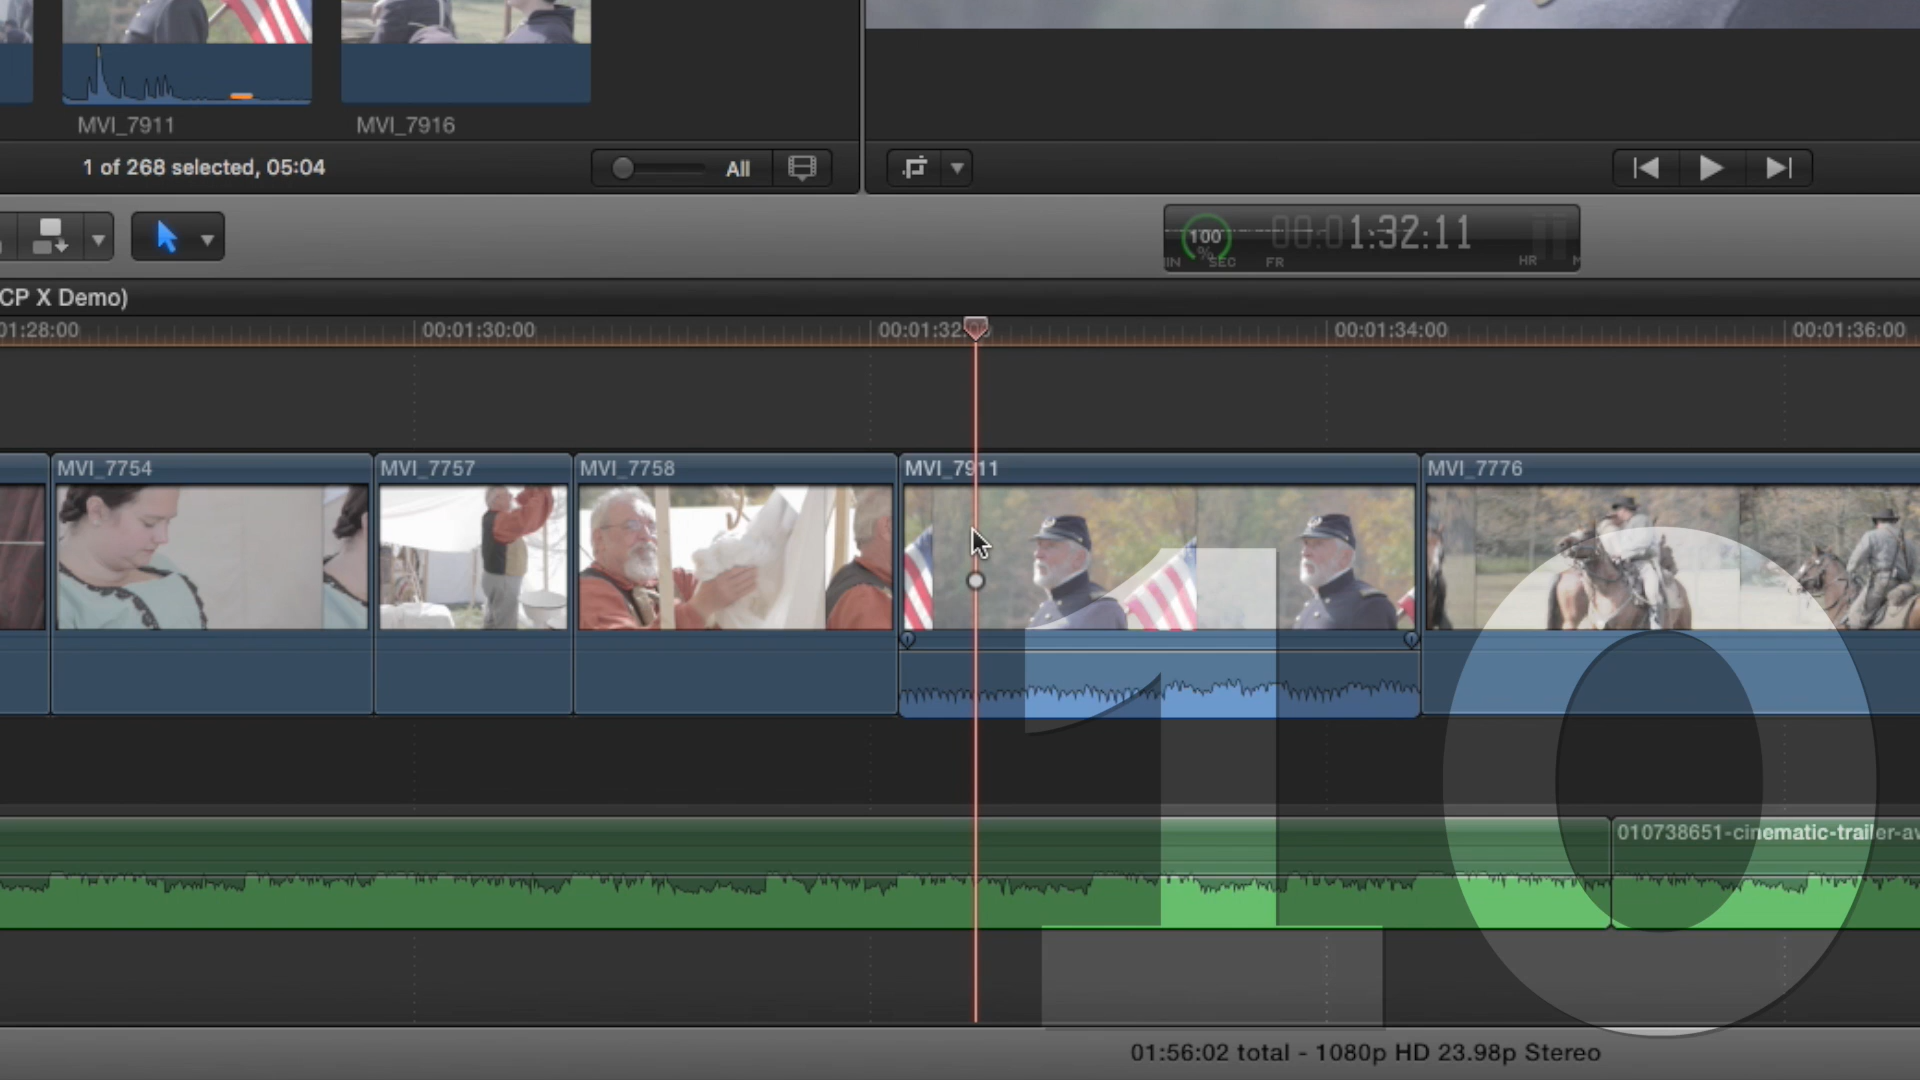 MVI_7911
MVI_7916
1 of 268 selected, 05:04
All
100
%
00:01:32:11
SEC
FR
HR
CP X Demo)
01:28:00
00:01:30:00
00:01:32:
00:01:34:00
00:01:36:00
MVI_7754
MVI_7757
MVI_7758
MVI_7911
MVI_7776
10
010738651-cinematic-trailer-av
01:56:02 total - 1080p HD 23.98p Stereo